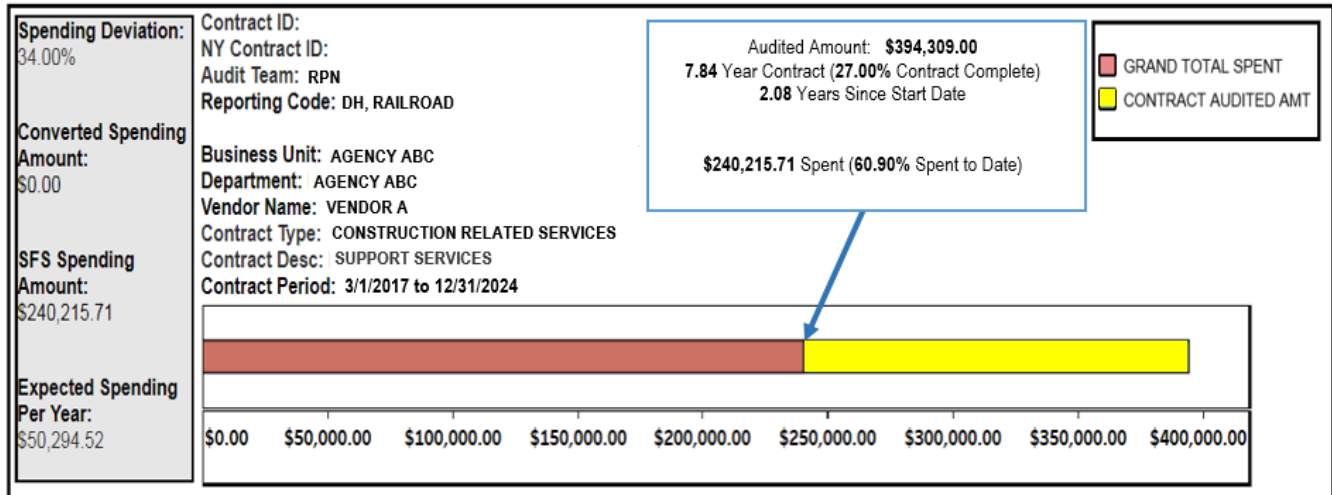 Spending Deviation:
34.00%
Converted Spending
Amount:
$0.00
SFS Spending
Amount:
$240,215.71
Expected Spending
Per Year:
$50,294.52
Contract ID:
NY Contract ID:
Audit Team: RPN
Reporting Code: DH, RAILROAD
Business Unit: AGENCY ABC
Department: AGENCY ABC
Vendor Name: VENDOR A
Contract Type: CONSTRUCTION RELATED SERVICES
Contract Desc: SUPPORT SERVICES
Contract Period: 3/1/2017 to 12/31/2024
Audited Amount: $394,309.00
7.84 Year Contract (27.00% Contract Complete)
2.08 Years Since Start Date
$240,215.71 Spent (60.90% Spent to Date)
GRAND TOTAL SPENT
CONTRACT AUDITED AMT
$0.00 $50,000.00 $100,000.00 $150,000.00 $200,000.00 $250,000.00 $300,000.00 $350,000.00 $400,000.00